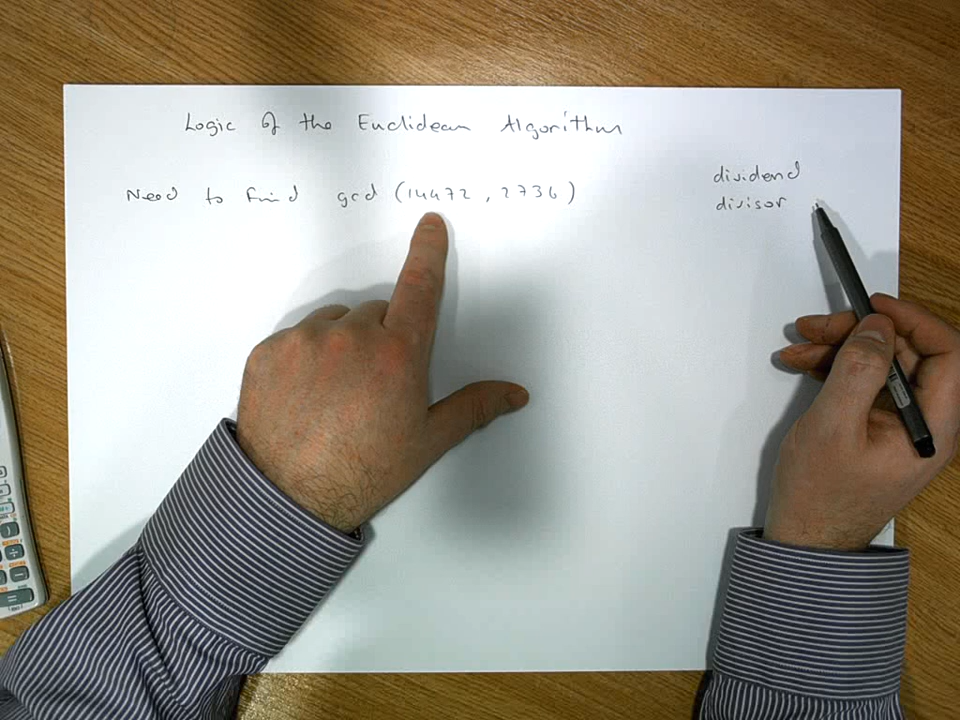 Logic of the Euclidean Algorithm
Need to find gcd (14472, 2736)
dividend
divisor